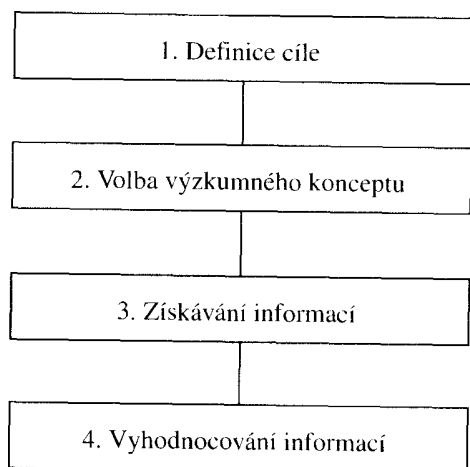 1. Definice cíle
2. Volba výzkumného konceptu
3. Získávání informací
4. Vyhodnocování informací